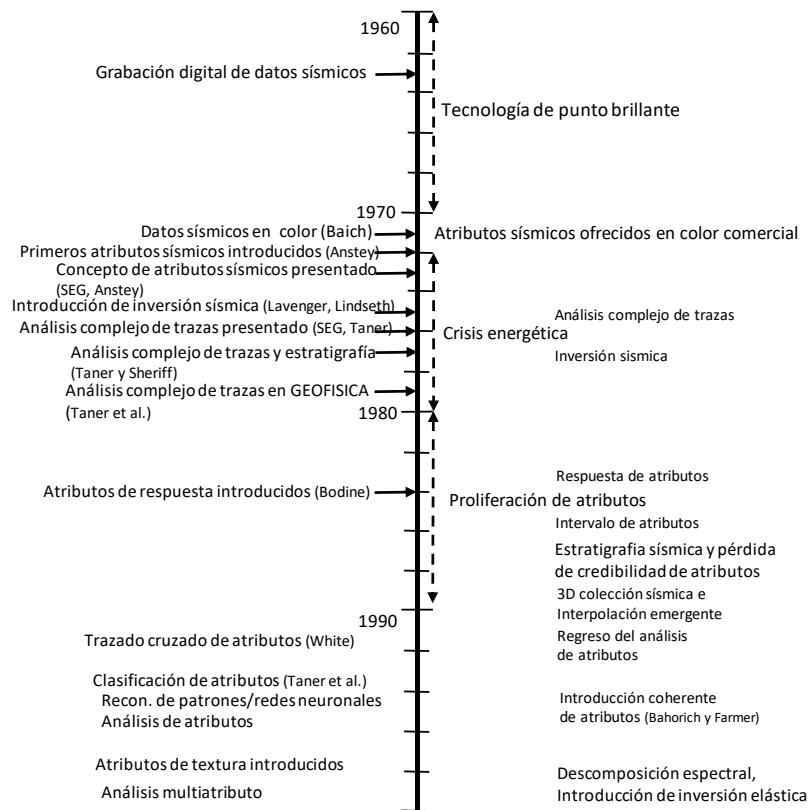 1960
Grabación digital de datos sísmicos
Tecnología de punto brillante
1970
Datos sísmicos en color (Baich)
Atributos sísmicos ofrecidos en color comercial
Primeros atributos sísmicos introducidos (Anstey)
Concepto de atributos sísmicos presentado
(SEG, Anstey)
Introducción de inversión sísmica (Lavenger, Lindseth)
Análisis complejo de trazas
Análisis complejo de trazas presentado (SEG, Taner)
Crisis energética
Análisis complejo de trazas y estratigrafía
(Taner y Sheriff)
Inversión sismica
Análisis complejo de trazas en GEOFISICA
(Taner et al.)
1980
Respuesta de atributos
Atributos de respuesta introducidos (Bodine)
Proliferación de atributos
Intervalo de atributos
Estratigrafia sísmica y pérdida
de credibilidad de atributos
3D colección sísmica e
Interpolación emergente
1990
Trazado cruzado de atributos (White)
Regreso del análisis
de atributos
Clasificación de atributos (Taner et al.)
Recon. de patrones/redes neuronales
Análisis de atributos
Introducción coherente
de atributos (Bahorich y Farmer)
Atributos de textura introducidos
Análisis multiatributo
Descomposición espectral,
Introducción de inversión elástica